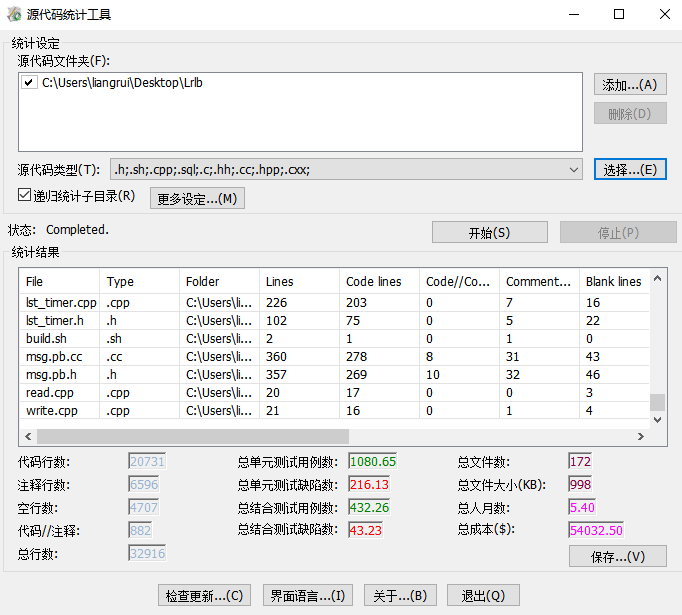 源代码统计工具
统计设定
源代码文件夹(F):
C:\Users\liangrui\Desktop\Lrlb
添加...(A)
删除(D)
源代码类型(T): .h;.sh;.cpp;.sql;.c;.hh;.cc;.hpp;.cxx; 选择...(E)
递归统计子目录(R) 更多设定...(M)
状态: Completed. 开始(S) 停止(P)
统计结果
File Type Folder Lines Code lines Code//Co... Comment... Blank lines
lst_timer.cpp .cpp C:\Users\li... 226 203 0 7 16
lst_timer.h .h C:\Users\li... 102 75 0 5 22
build.sh .sh C:\Users\li... 2 1 0 1 0
msg.pb.cc .cc C:\Users\li... 360 278 8 31 43
msg.pb.h .h C:\Users\li... 357 269 10 32 46
read.cpp .cpp C:\Users\li... 20 17 0 0 3
write.cpp .cpp C:\Users\li... 21 16 0 1 4
代码行数: 20731 总单元测试用例数: 1080.65 总文件数: 172
注释行数: 6596 总单元测试缺陷数: 216.13 总文件大小(KB): 998
空行数: 4707 总结合测试用例数: 432.26 总人月数: 5.40
代码//注释: 882 总结合测试缺陷数: 43.23 总成本($): 54032.50
总行数: 32916 保存...(V)
检查更新...(C) 界面语言...(I) 关于...(B) 退出(Q)